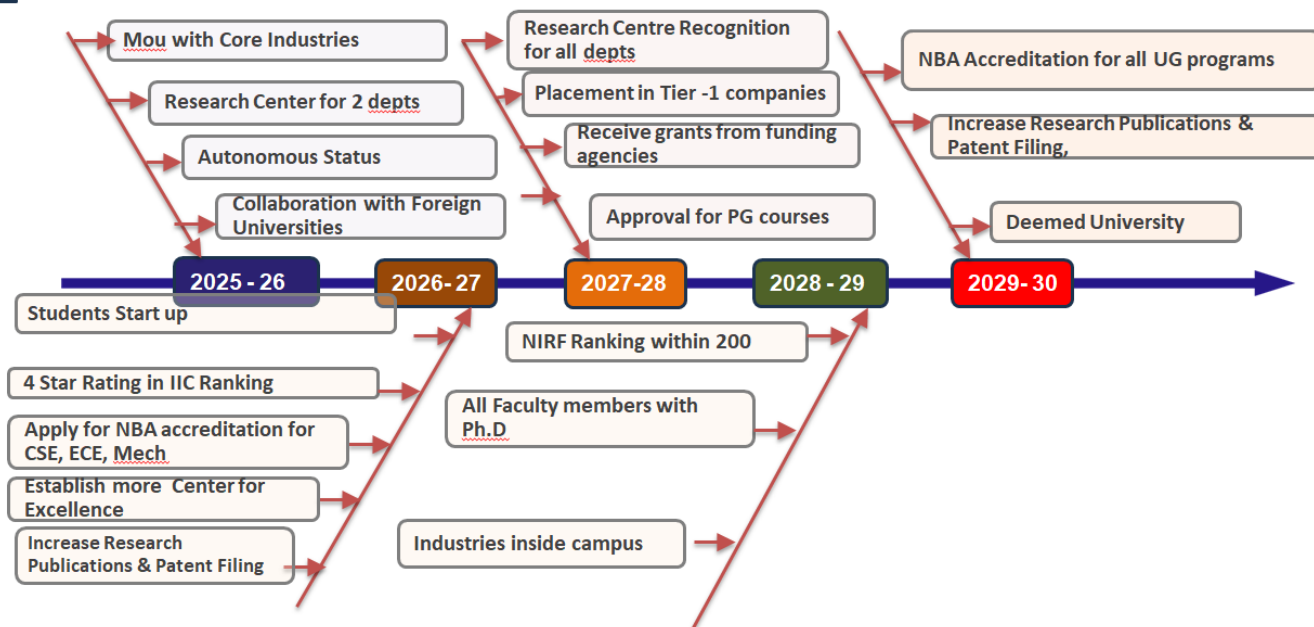 Mou with Core Industries
Research Center for 2 depts
Autonomous Status
Collaboration with Foreign
Universities
Research Centre Recognition
for all depts
Placement in Tier -1 companies
Receive grants from funding
agencies
Approval for PG courses
NBA Accreditation for all UG programs
Increase Research Publications &
Patent Filing,
Deemed University
2025 - 26
2026- 27
2027-28
2028 - 29
2029- 30
Students Start up
4 Star Rating in IIC Ranking
Apply for NBA accreditation for
CSE, ECE, Mech
Establish more Center for
Excellence
Increase Research
Publications & Patent Filing
NIRF Ranking within 200
All Faculty members with
Ph.D
Industries inside campus